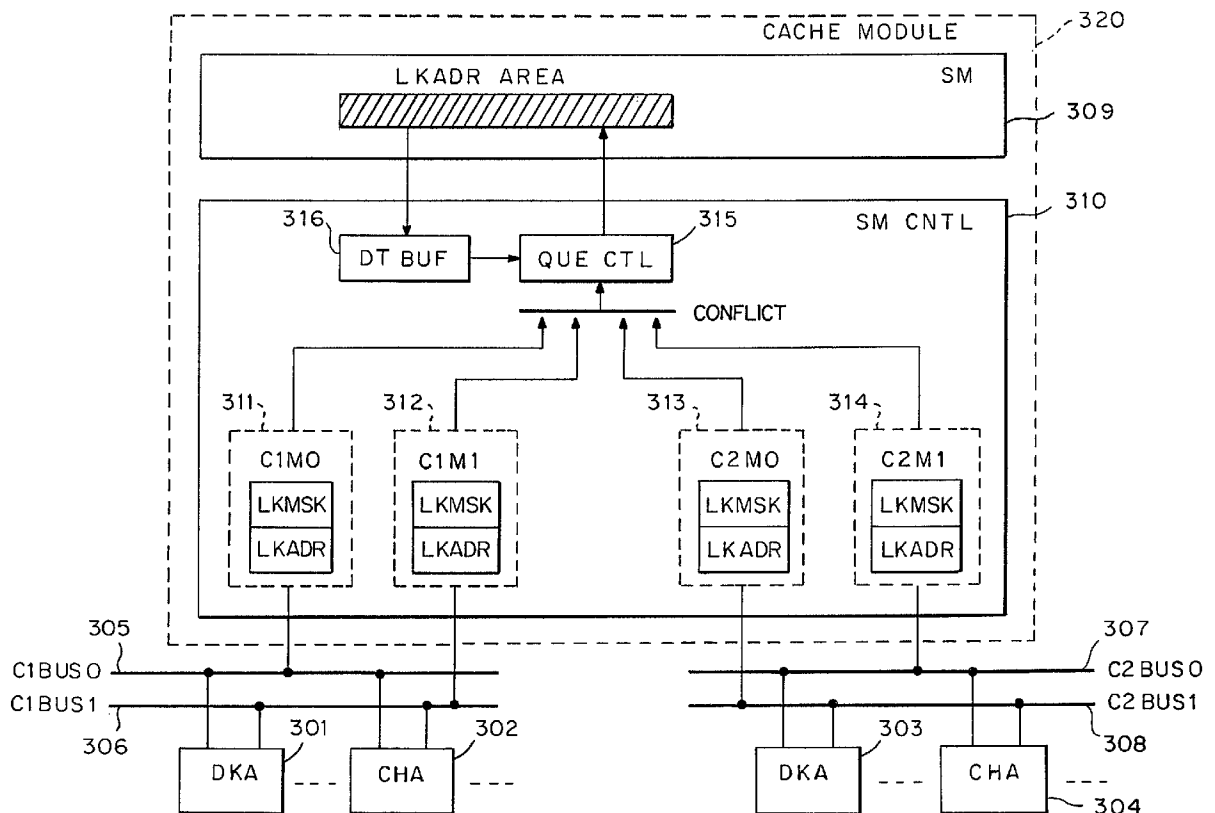 320
CACHE MODULE
LKADR AREA
SM
309
316
315
SM CNTL
310
DT BUF
QUE CTL
CONFLICT
311
312
313
314
C1M0
C1M1
C2M0
C2M1
LKMSK
LKMSK
LKMSK
LKMSK
LKADR
LKADR
LKADR
LKADR
305
307
C1BUS0
C2BUS0
C1BUS1
C2BUS1
306
301
302
303
308
DKA
CHA
DKA
CHA
304